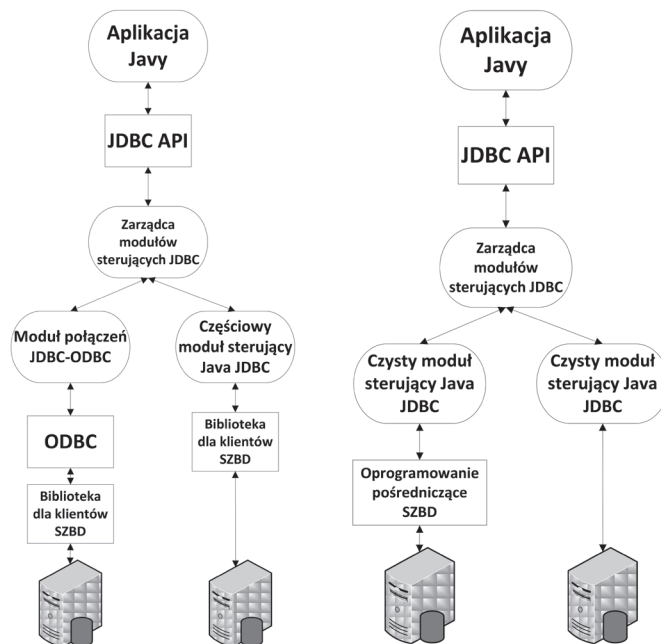 Aplikacja
Javy
JDBC API
Zarządca
modułów
sterujących JDBC
Moduł połączeń
JDBC-ODBC
Częściowy
moduł sterujący
Java JDBC
ODBC
Biblioteka
dla klientów
SZBD
Biblioteka
dla klientów
SZBD
Aplikacja
Javy
JDBC API
Zarządca
modułów
sterujących JDBC
Czysty moduł
sterujący Java
JDBC
Czysty moduł
sterujący Java
JDBC
Oprogramowanie
pośredniczące
SZBD